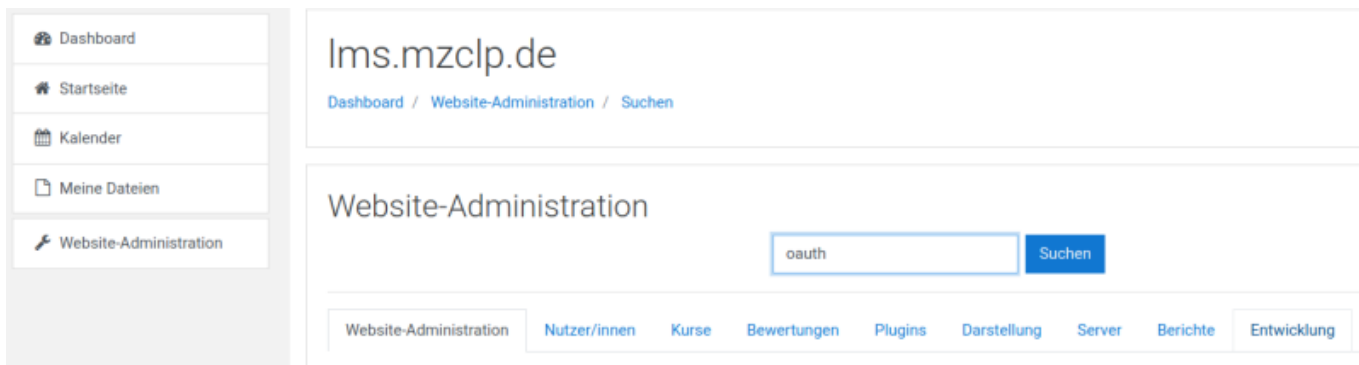 Dashboard
Startseite
Kalender
Meine Dateien
Website-Administration
lms.mzclp.de
Dashboard / Website-Administration / Suchen
Website-Administration
oauth Suchen
Website-Administration Nutzer/innen Kurse Bewertungen Plugins Darstellung Server Berichte Entwicklung